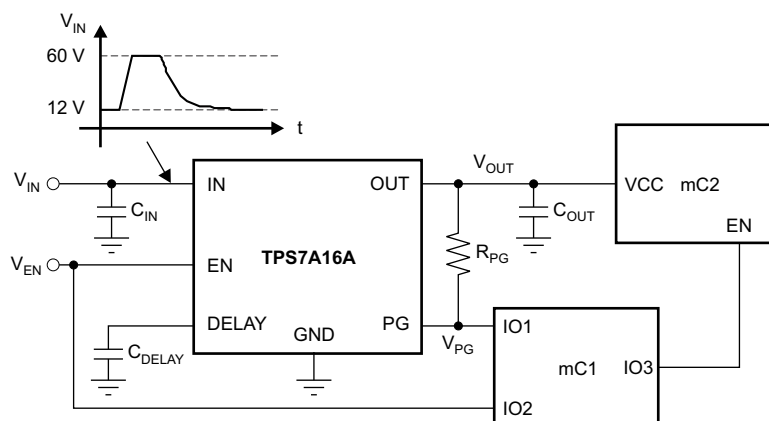 V_IN
60 V
12 V
t
V_IN
C_IN
V_EN
IN
OUT
EN
TPS7A16A
DELAY
GND
PG
C_DELAY
V_OUT
C_OUT
R_PG
V_PG
VCC
mC2
EN
IO1
mC1
IO3
IO2